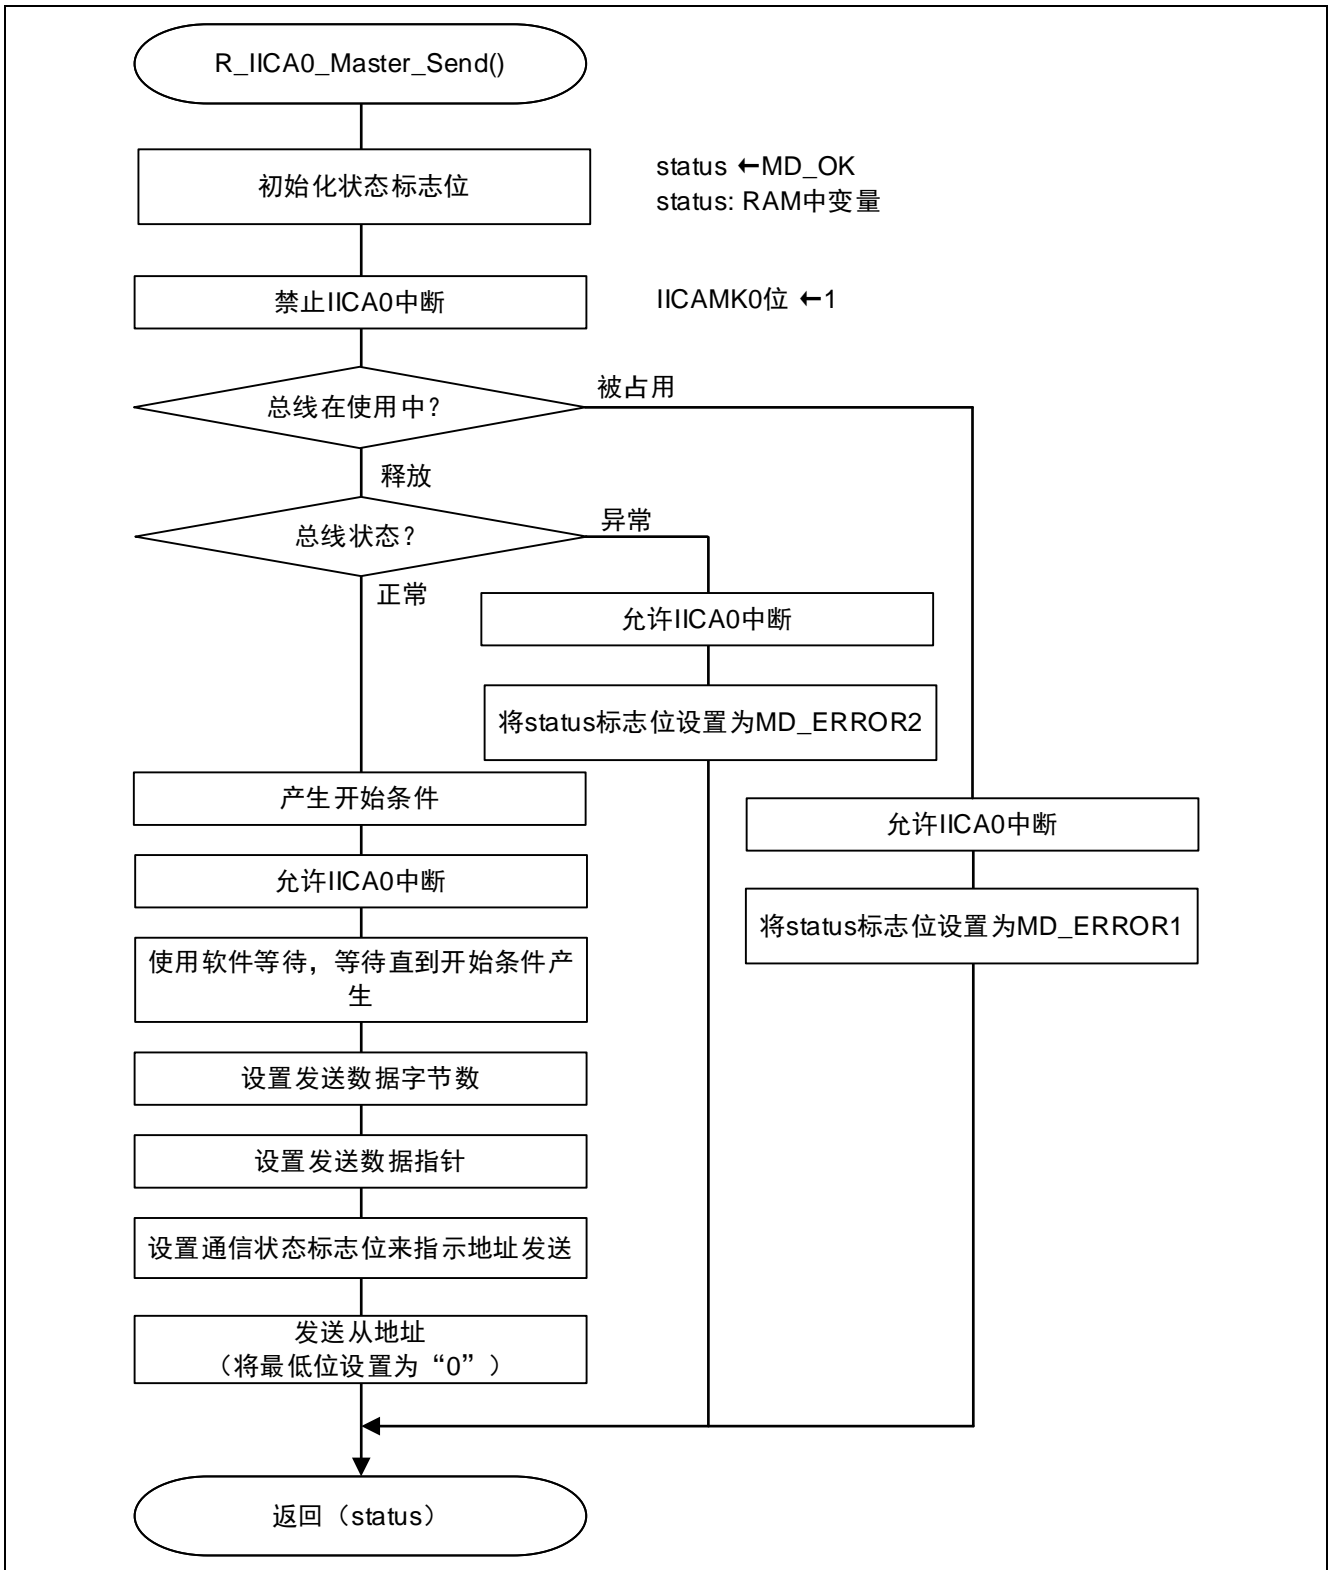 R_IICA0_Master_Send()
初始化状态标志位
status ←MD_OK
status: RAM中变量
禁止IICA0中断
IICAMK0位 ←1
总线在使用中？
被占用
释放
总线状态？
异常
正常
允许IICA0中断
将status标志位设置为MD_ERROR2
产生开始条件
允许IICA0中断
允许IICA0中断
将status标志位设置为MD_ERROR1
使用软件等待，等待直到开始条件产
生
设置发送数据字节数
设置发送数据指针
设置通信状态标志位来指示地址发送
发送从地址
（将最低位设置为“0”）
返回（status）